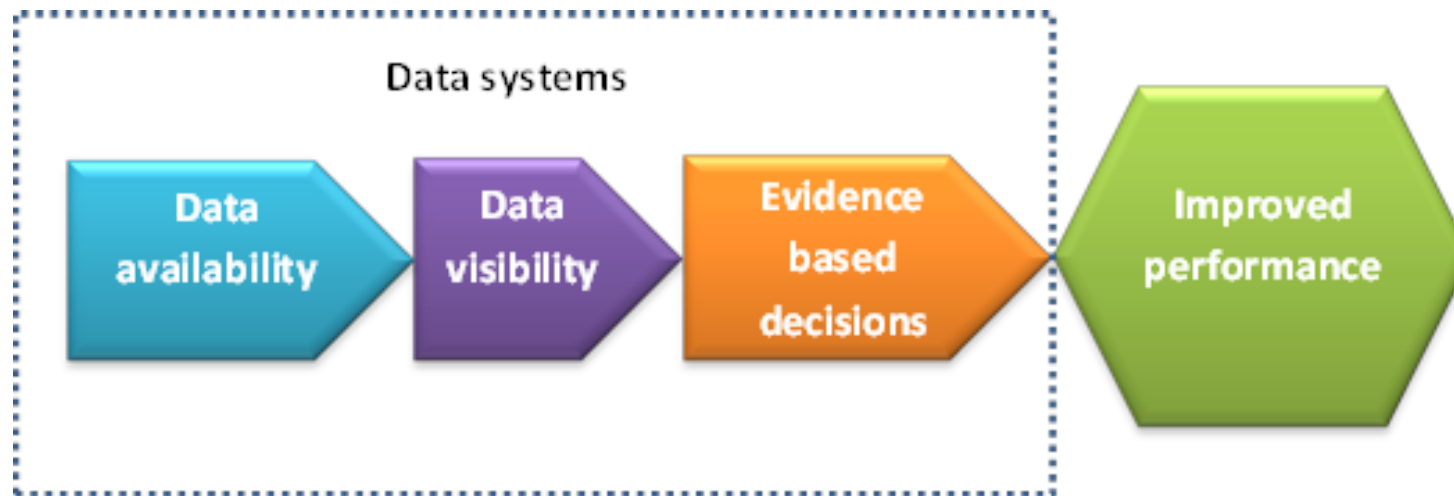 Data systems
Data
availability
Data
visibility
Evidence
based
decisions
Improved
performance